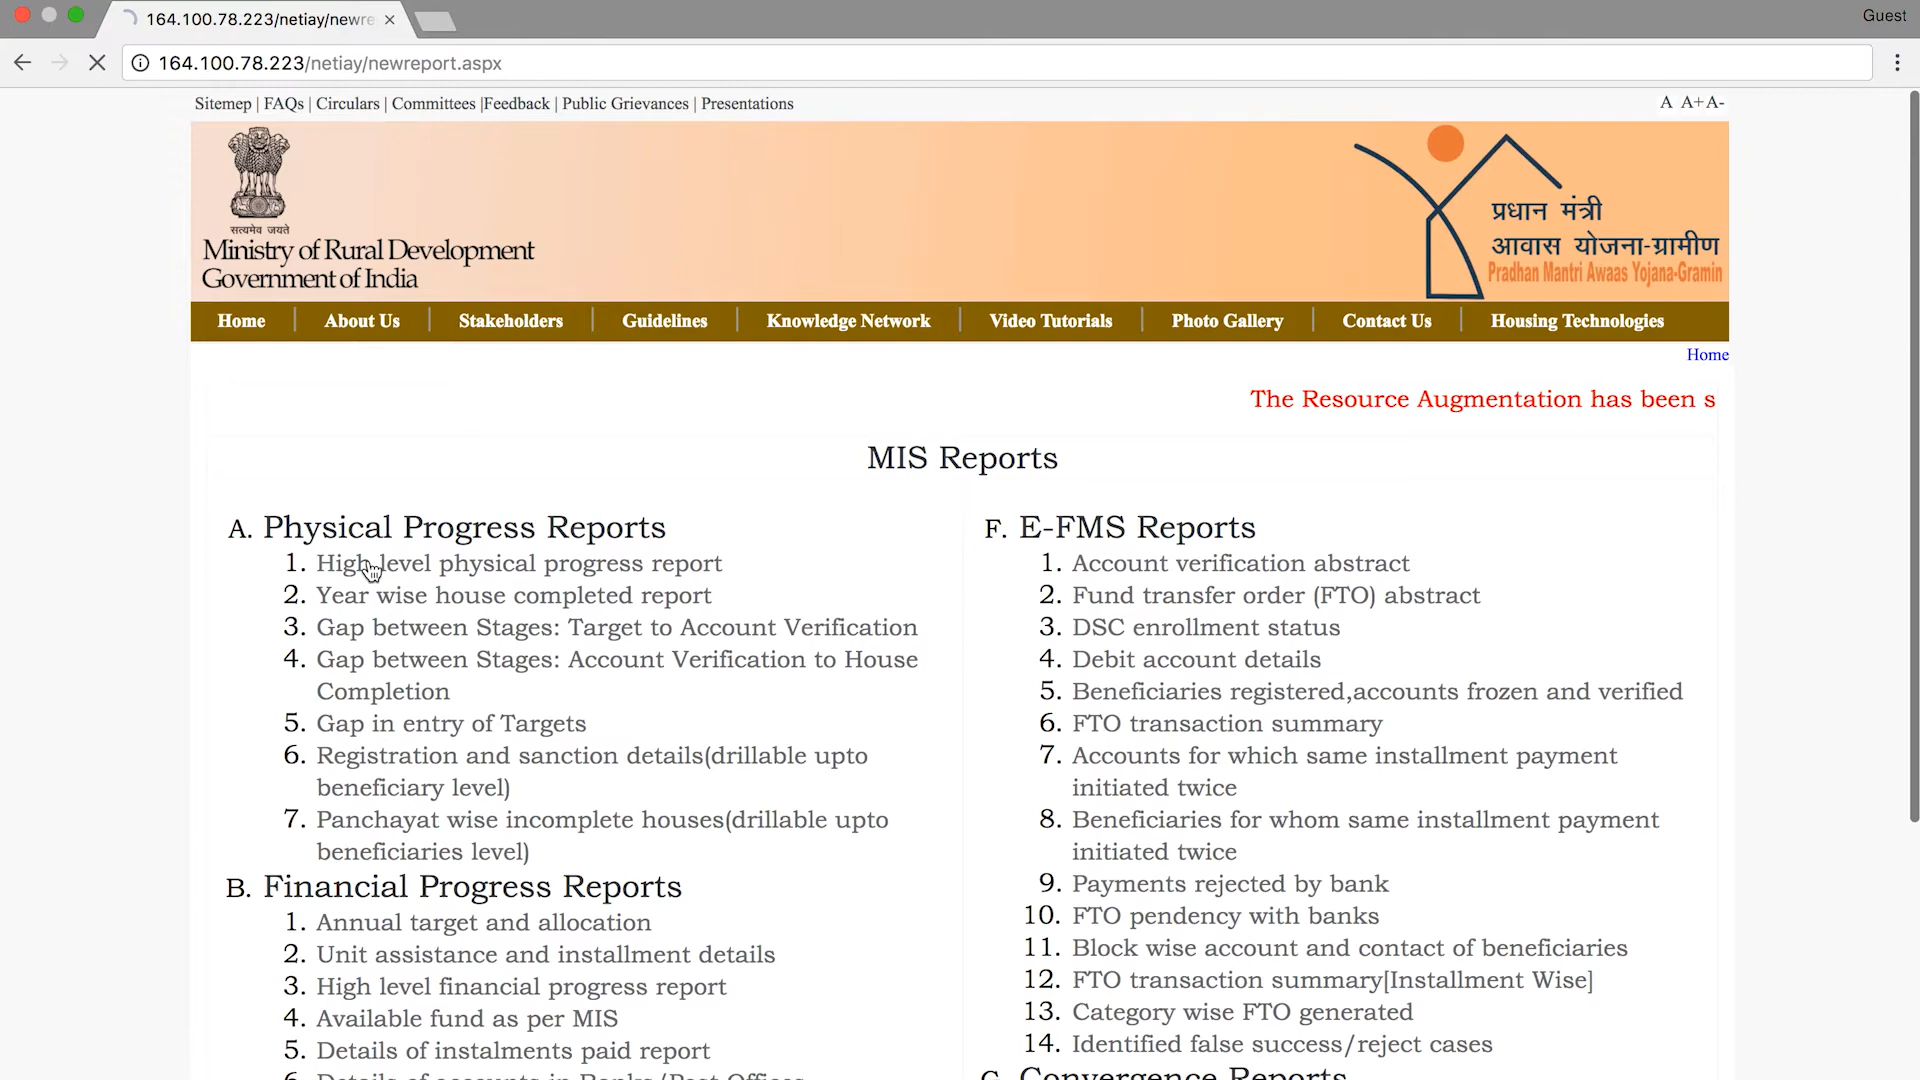 164.100.78.223/netiay/newre
Guest
164.100.78.223/netiay/newreport.aspx
Sitemep | FAQs | Circulars | Committees |Feedback | Public Grievances | Presentations
A A+ A-
सत्यमेव जयते
Ministry of Rural Development
Government of India
प्रधान मंत्री
आवास योजना-ग्रामीण
Pradhan Mantri Awaas Yojana-Gramin
Home About Us Stakeholders Guidelines Knowledge Network Video Tutorials Photo Gallery Contact Us Housing Technologies
Home
The Resource Augmentation has been s
MIS Reports
A. Physical Progress Reports
1. High level physical progress report
2. Year wise house completed report
3. Gap between Stages: Target to Account Verification
4. Gap between Stages: Account Verification to House
Completion
5. Gap in entry of Targets
6. Registration and sanction details(drillable upto
beneficiary level)
7. Panchayat wise incomplete houses(drillable upto
beneficiaries level)
B. Financial Progress Reports
1. Annual target and allocation
2. Unit assistance and installment details
3. High level financial progress report
4. Available fund as per MIS
5. Details of instalments paid report
6. Details of accounts in Banks/Post Offices
F. E-FMS Reports
1. Account verification abstract
2. Fund transfer order (FTO) abstract
3. DSC enrollment status
4. Debit account details
5. Beneficiaries registered,accounts frozen and verified
6. FTO transaction summary
7. Accounts for which same installment payment
initiated twice
8. Beneficiaries for whom same installment payment
initiated twice
9. Payments rejected by bank
10. FTO pendency with banks
11. Block wise account and contact of beneficiaries
12. FTO transaction summary[Installment Wise]
13. Category wise FTO generated
14. Identified false success/reject cases
G. Convergence Reports